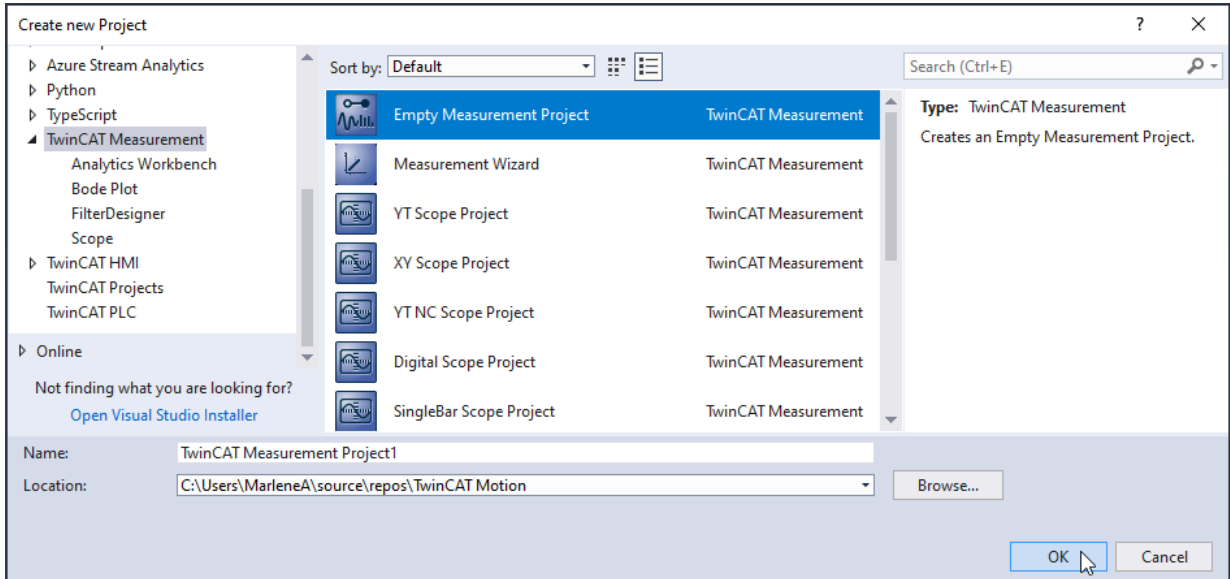 Create new Project
?
Azure Stream Analytics
Python
TypeScript
TwinCAT Measurement
Analytics Workbench
Bode Plot
FilterDesigner
Scope
TwinCAT HMI
TwinCAT Projects
TwinCAT PLC
Online
Not finding what you are looking for?
Open Visual Studio Installer
Sort by: Default
Empty Measurement Project TwinCAT Measurement
Measurement Wizard TwinCAT Measurement
YT Scope Project TwinCAT Measurement
XY Scope Project TwinCAT Measurement
YT NC Scope Project TwinCAT Measurement
Digital Scope Project TwinCAT Measurement
SingleBar Scope Project TwinCAT Measurement
Search (Ctrl+E)
Type: TwinCAT Measurement
Creates an Empty Measurement Project.
Name: TwinCAT Measurement Project1
Location: C:\Users\MarleneA\source\repos\TwinCAT Motion
Browse...
OK Cancel